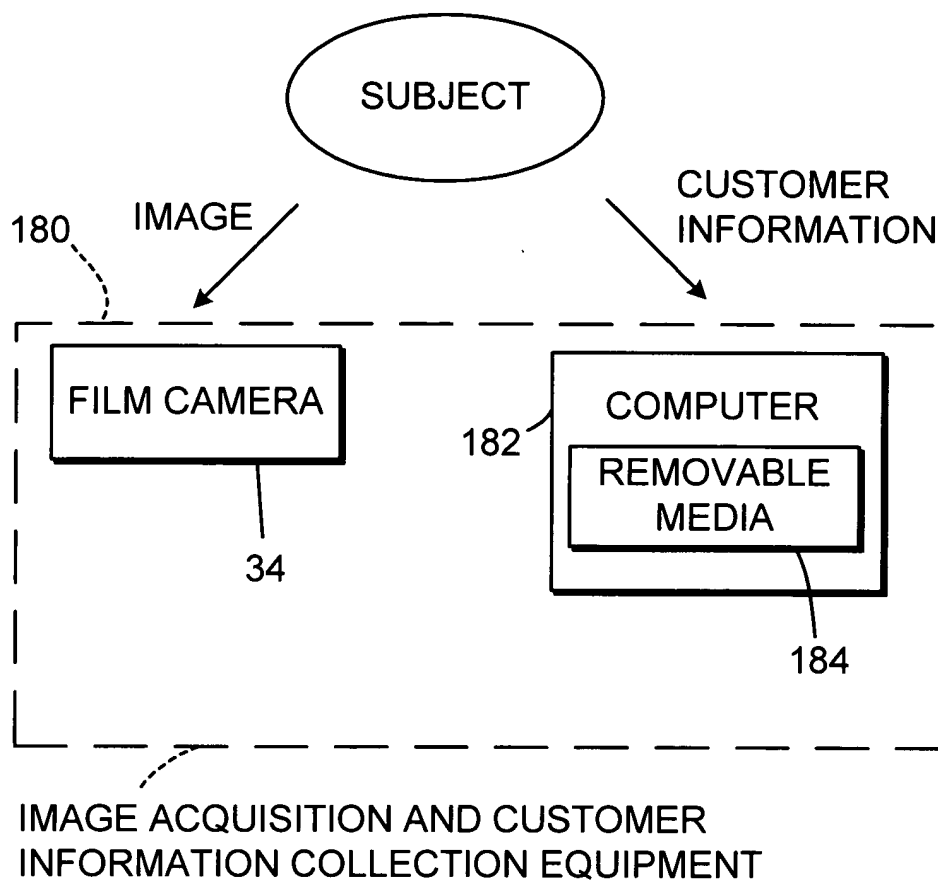 SUBJECT
IMAGE
CUSTOMER
INFORMATION
180
FILM CAMERA
COMPUTER
182
REMOVABLE
MEDIA
34
184
IMAGE ACQUISITION AND CUSTOMER
INFORMATION COLLECTION EQUIPMENT